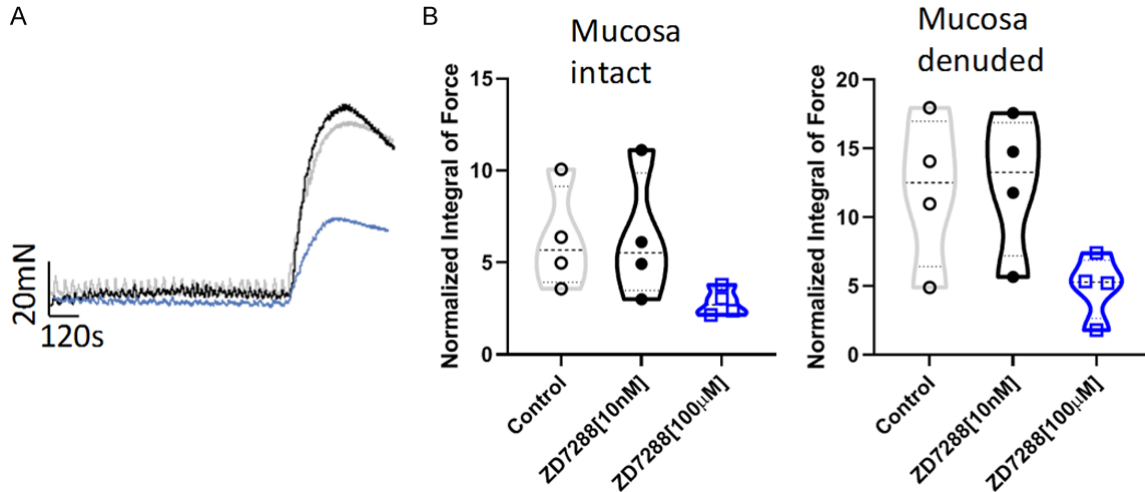 A
20mN
120s
B
Mucosa
intact
Normalized Integral of Force
15
10
5
0
Control
ZD7288[10nM]
ZD7288[100μM]
Mucosa
denuded
Normalized Integral of Force
20
15
10
5
0
Control
ZD7288[10nM]
ZD7288[100μM]